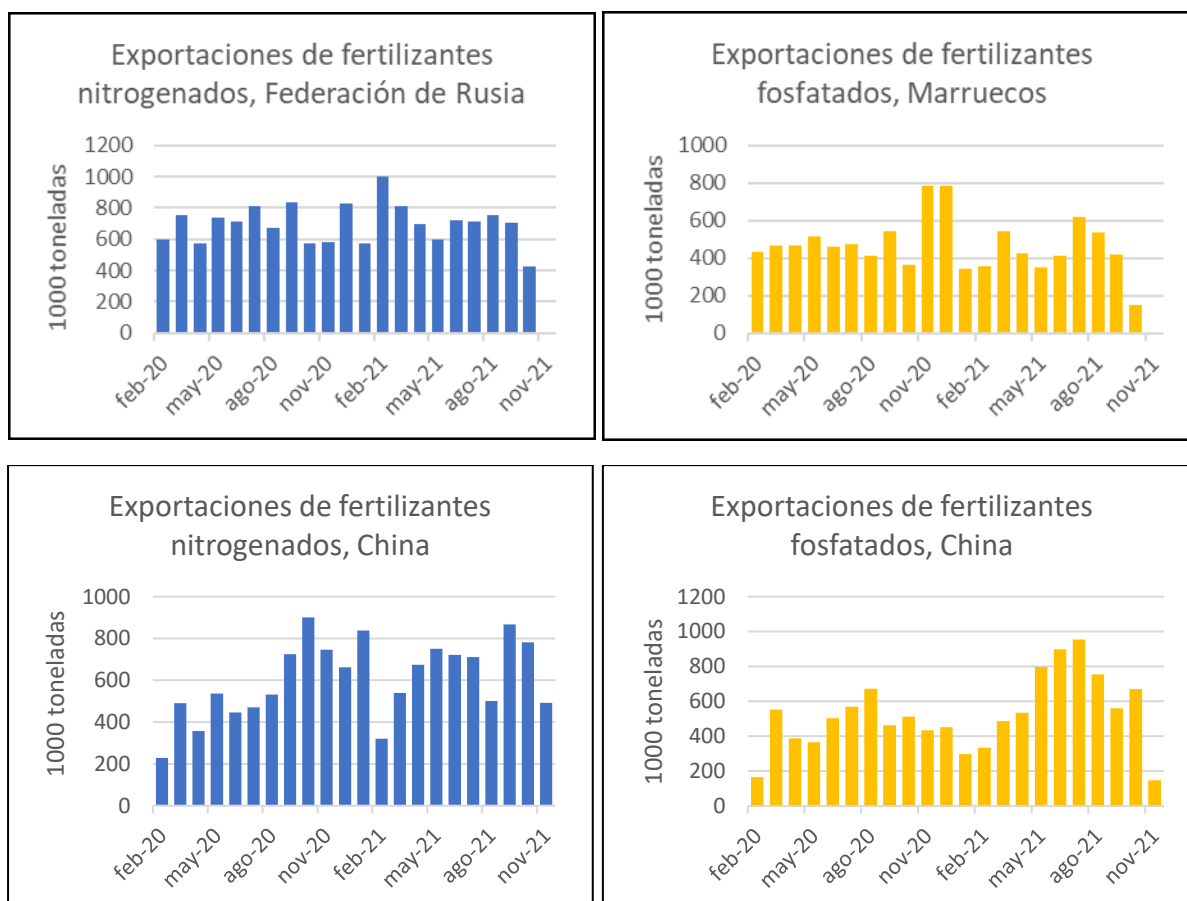 Exportaciones de fertilizantes
nitrogenados, Federación de Rusia
1000 toneladas
1200
1000
800
600
400
200
0
feb-20
may-20
ago-20
nov-20
feb-21
may-21
ago-21
nov-21
Exportaciones de fertilizantes
fosfatados, Marruecos
1000 toneladas
1000
800
600
400
200
0
feb-20
may-20
ago-20
nov-20
feb-21
may-21
ago-21
nov-21
Exportaciones de fertilizantes
nitrogenados, China
1000 toneladas
1000
800
600
400
200
0
feb-20
may-20
ago-20
nov-20
feb-21
may-21
ago-21
nov-21
Exportaciones de fertilizantes
fosfatados, China
1000 toneladas
1200
1000
800
600
400
200
0
feb-20
may-20
ago-20
nov-20
feb-21
may-21
ago-21
nov-21